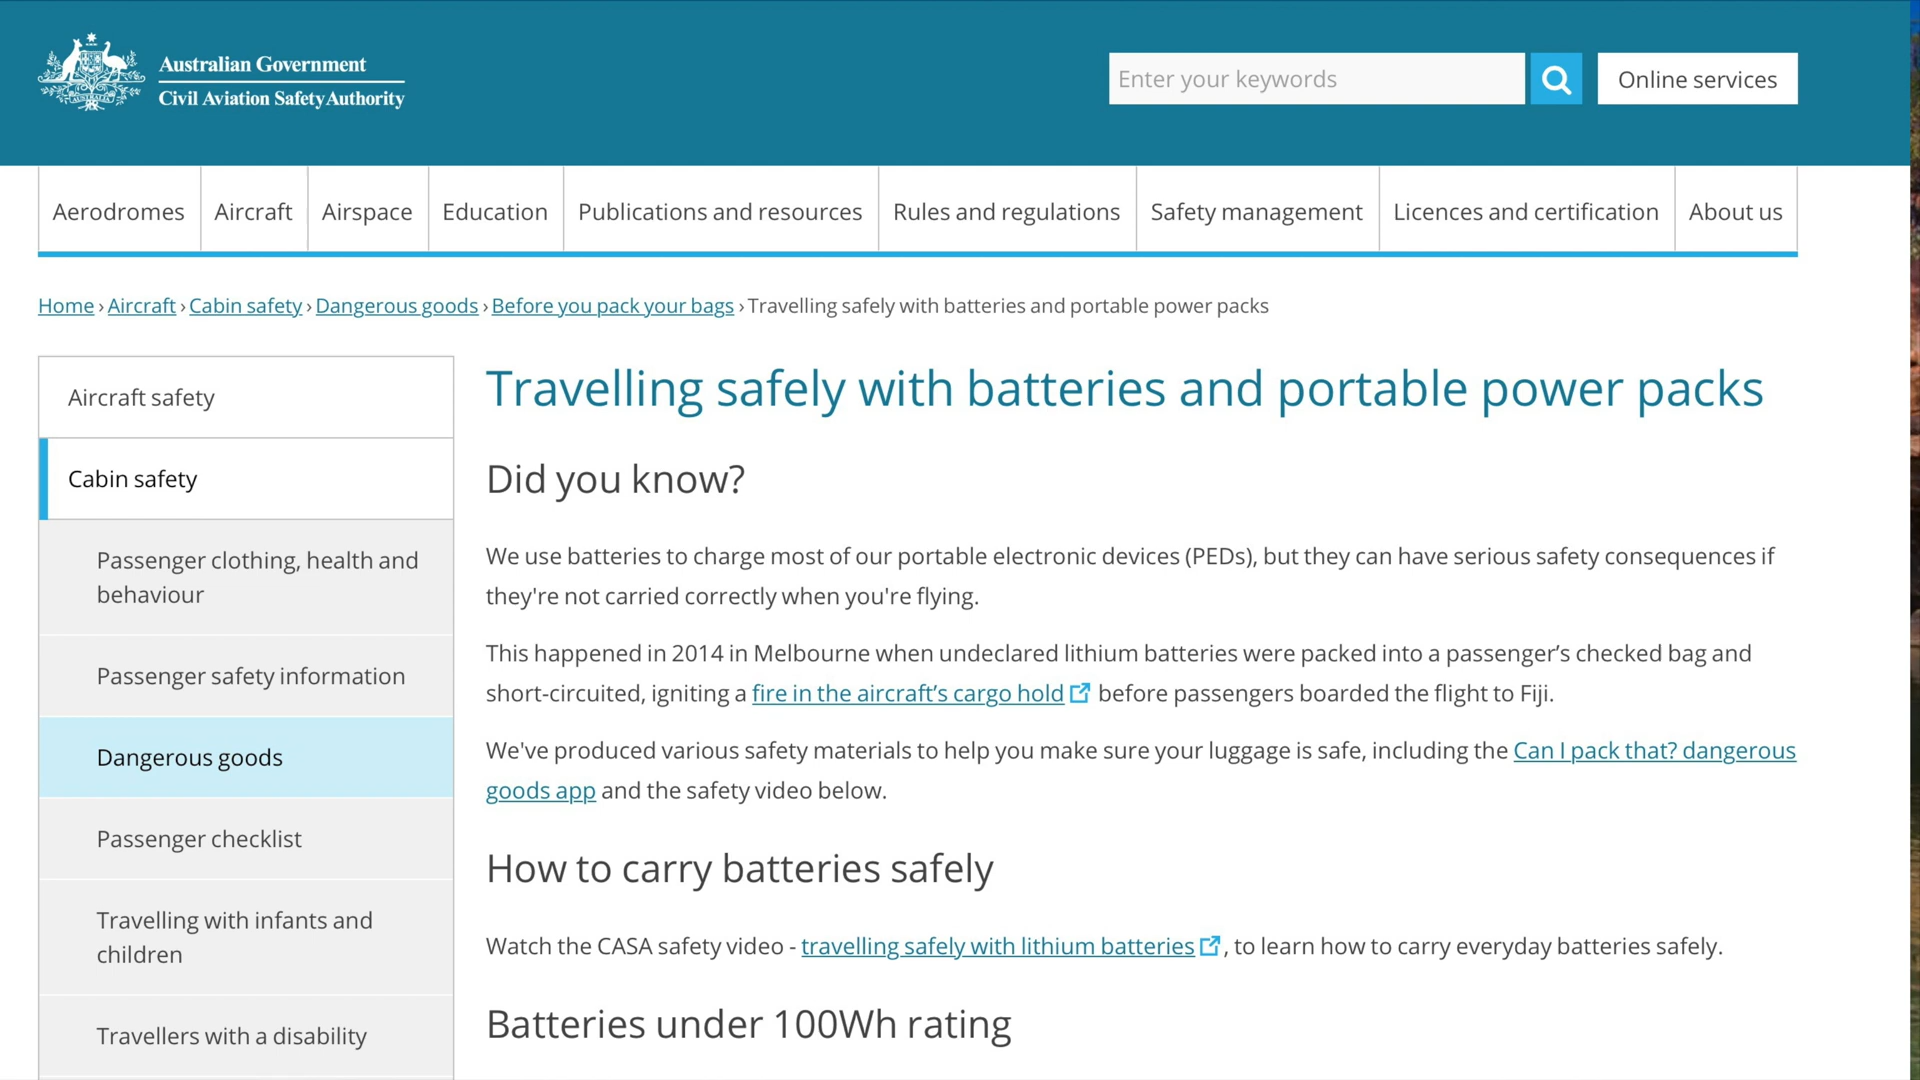 Australian Government
Civil Aviation Safety Authority
Enter your keywords
Online services
Aerodromes
Aircraft
Airspace
Education
Publications and resources
Rules and regulations
Safety management
Licences and certification
About us
Home › Aircraft › Cabin safety › Dangerous goods › Before you pack your bags › Travelling safely with batteries and portable power packs
Aircraft safety
Cabin safety
Passenger clothing, health and
behaviour
Passenger safety information
Dangerous goods
Passenger checklist
Travelling with infants and
children
Travellers with a disability
Travelling safely with batteries and portable power packs
Did you know?
We use batteries to charge most of our portable electronic devices (PEDs), but they can have serious safety consequences if
they're not carried correctly when you're flying.
This happened in 2014 in Melbourne when undeclared lithium batteries were packed into a passenger’s checked bag and
short-circuited, igniting a fire in the aircraft’s cargo hold before passengers boarded the flight to Fiji.
We've produced various safety materials to help you make sure your luggage is safe, including the Can I pack that? dangerous
goods app and the safety video below.
How to carry batteries safely
Watch the CASA safety video - travelling safely with lithium batteries , to learn how to carry everyday batteries safely.
Batteries under 100Wh rating